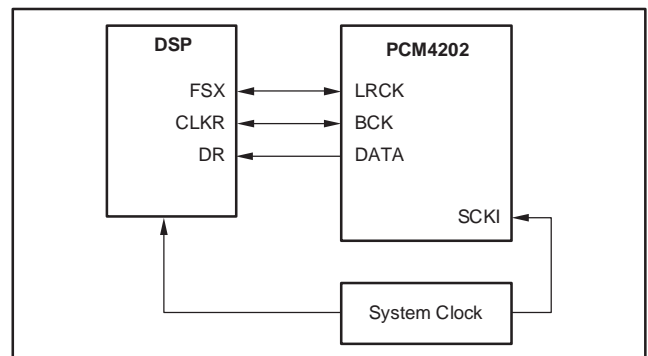 DSP
PCM4202
FSX
LRCK
CLKR
BCK
DR
DATA
SCKI
System Clock